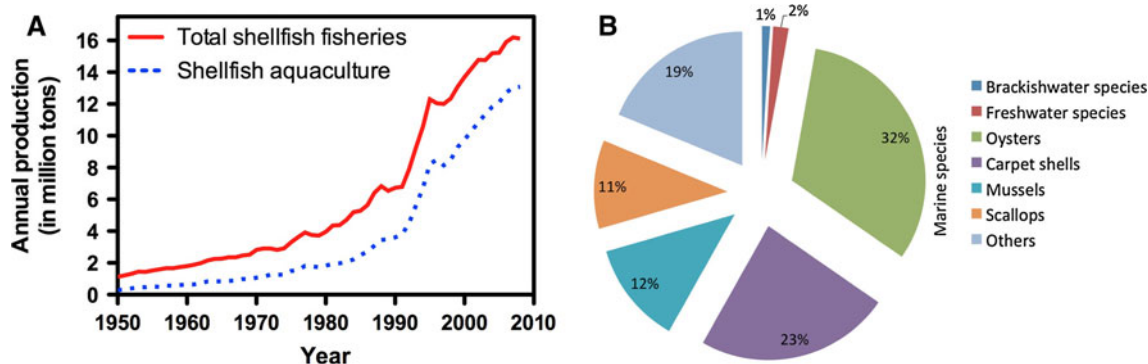 A
Total shellfish fisheries
Shellfish aquaculture
Annual production
(in million tons)
16
14
12
10
8
6
4
2
0
1950 1960 1970 1980 1990 2000 2010
Year
B
1% 2%
19%
32%
11%
12%
23%
Brackishwater species
Freshwater species
Oysters
Carpet shells
Mussels
Scallops
Others
Marine species